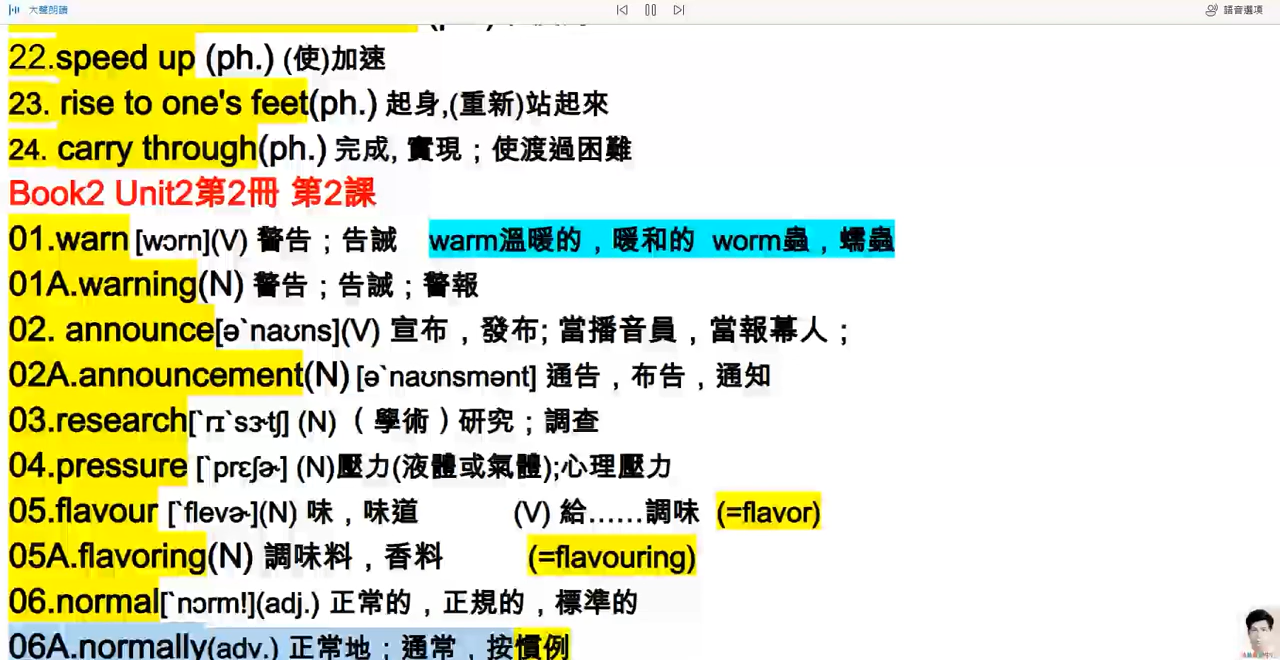 大聲朗讀
語音選項
22.speed up (ph.) (使)加速
23. rise to one's feet(ph.) 起身,(重新)站起來
24. carry through(ph.) 完成, 實現；使渡過困難
Book2 Unit2第2冊 第2課
01.warn [wɔrn](V) 警告；告誡 warm溫暖的，暖和的 worm蟲，蠕蟲
01A.warning(N) 警告；告誡；警報
02. announce[ə`naʊns](V) 宣布，發布; 當播音員，當報幕人；
02A.announcement(N) [ə`naʊnsmənt] 通告，布告，通知
03.research[`rɪ`sɝtʃ] (N) （學術）研究；調查
04.pressure [`prɛʃɚ] (N)壓力(液體或氣體);心理壓力
05.flavour [`flevɚ](N) 味，味道 (V) 給……調味 (=flavor)
05A.flavoring(N) 調味料，香料 (=flavouring)
06.normal[`nɔrm!](adj.) 正常的，正規的，標準的
06A.normally(adv.) 正常地；通常，按慣例